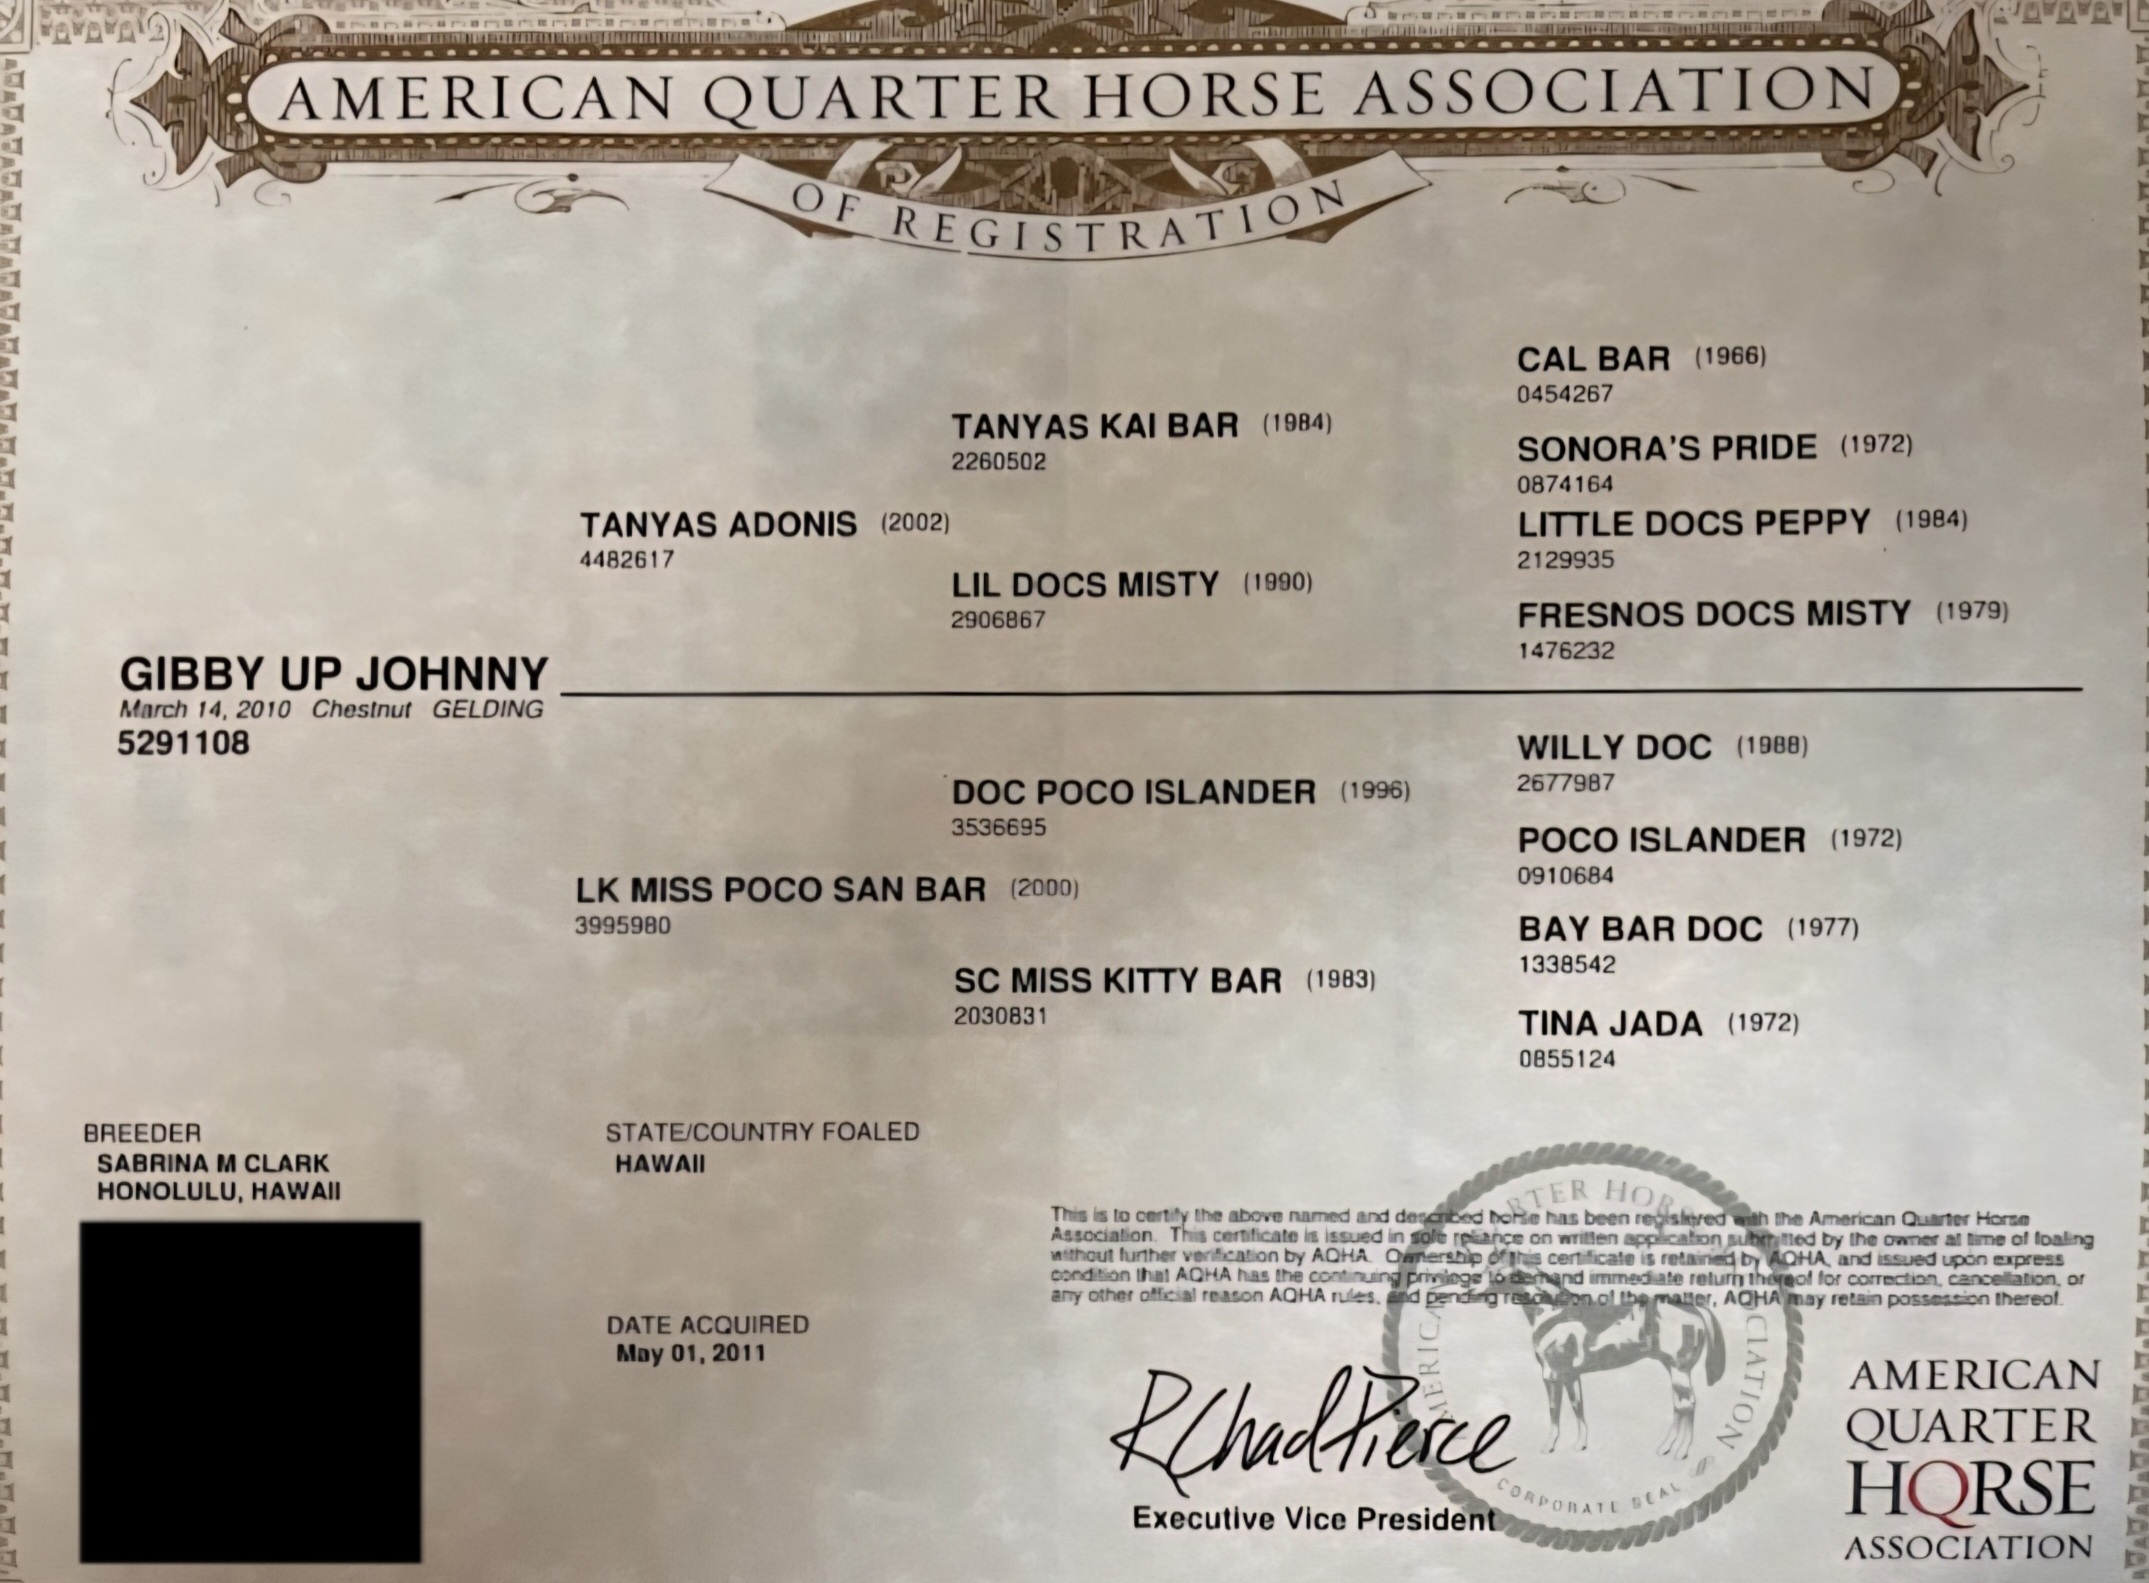 AMERICAN QUARTER HORSE ASSOCIATION
OF REGISTRATION
CAL BAR (1966)
0454267
TANYAS KAI BAR (1984)
2260502
SONORA'S PRIDE (1972)
0874164
TANYAS ADONIS (2002)
4482617
LITTLE DOCS PEPPY (1984)
2129935
LIL DOCS MISTY (1990)
2906867
FRESNOS DOCS MISTY (1979)
1476232
GIBBY UP JOHNNY
March 14, 2010 Chestnut GELDING
5291108
WILLY DOC (1988)
2677987
DOC POCO ISLANDER (1996)
3536695
POCO ISLANDER (1972)
0910684
LK MISS POCO SAN BAR (2000)
3995980
BAY BAR DOC (1977)
1338542
SC MISS KITTY BAR (1983)
2030831
TINA JADA (1972)
0855124
BREEDER
SABRINA M CLARK
HONOLULU, HAWAII
STATE/COUNTRY FOALED
HAWAII
DATE ACQUIRED
May 01, 2011
This is to certify the above named and described horse has been registered with the American Quarter Horse
Association. This certificate is issued in sole reliance on written application submitted by the owner at time of foaling
without further verification by AQHA. Ownership of this certificate is retained by AQHA, and issued upon express
condition that AQHA has the continuing privilege to demand immediate return thereof for correction, cancellation, or
any other official reason AQHA rules, and pending resolution of the matter, AQHA may retain possession thereof.
R Chad Pierce
Executive Vice President
CORPORATE SEAL
AMERICAN
QUARTER
HORSE
ASSOCIATION